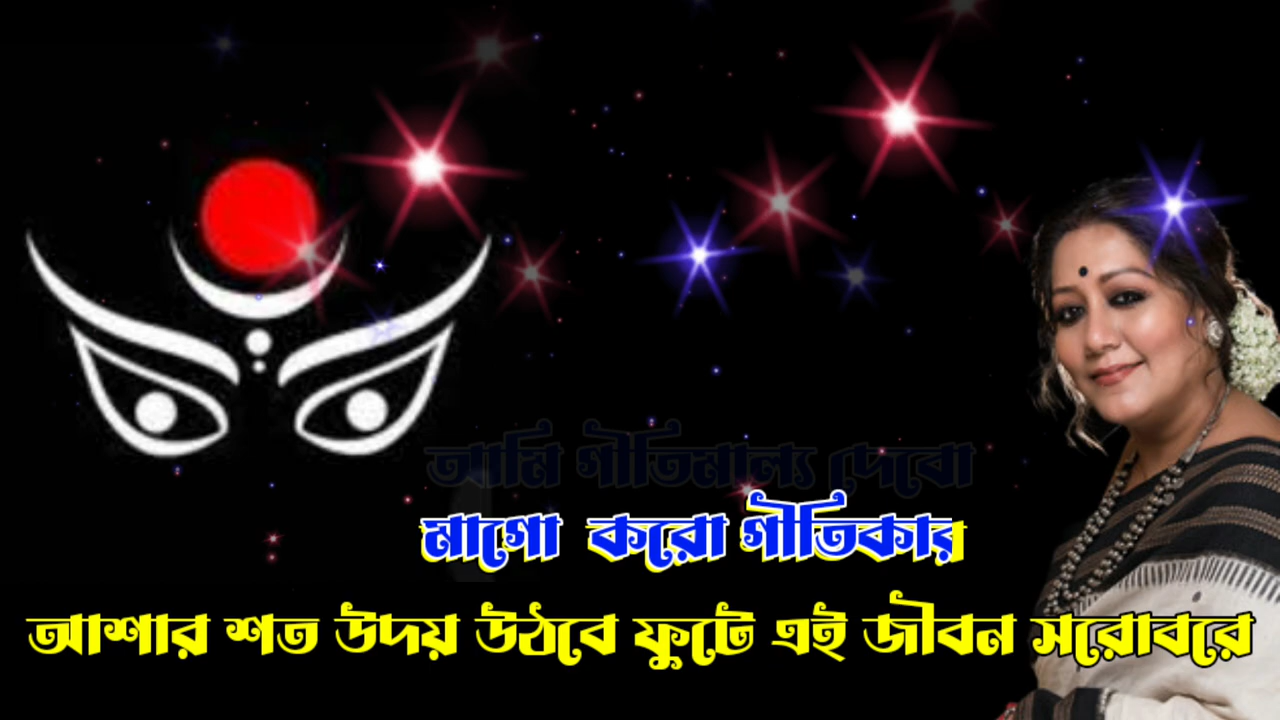 আমি গীতিমাল্য দেবো
মাগো করো গীতিকার
আশার শত উদয় উঠবে ফুটে এই জীবন সরোবরে